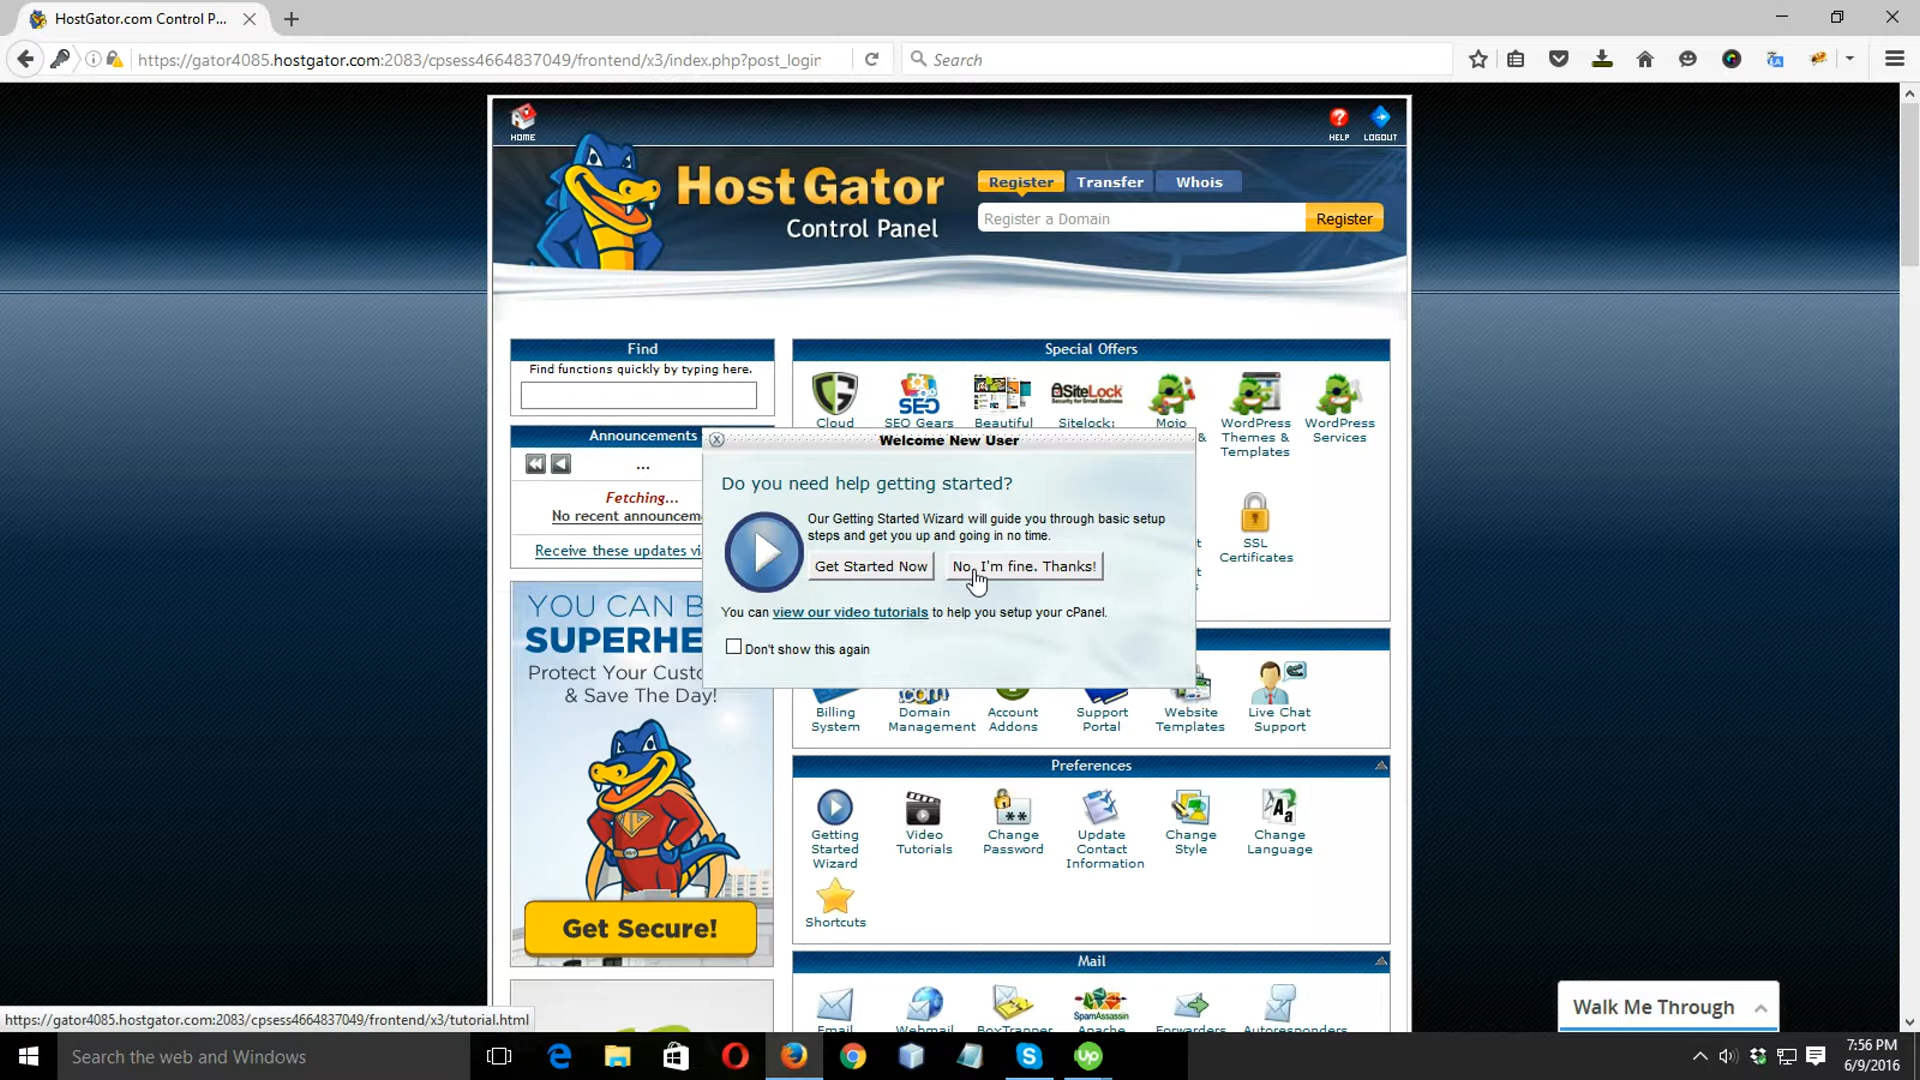 HostGator.com Control P...
https://gator4085.hostgator.com:2083/cpsess4664837049/frontend/x3/index.php?post_login
Search
HOME
HELP
LOGOUT
HostGator
Control Panel
Register
Transfer
Whois
Register a Domain
Register
Find
Find functions quickly by typing here.
Special Offers
Cloud
SEO
SEO Gears
Beautiful
SiteLock
Sitelock:
Mojo
&
WordPress
Themes &
Templates
WordPress
Services
SSL
Certificates
Announcements
...
Fetching...
No recent announcem
Receive these updates vi
Welcome New User
Do you need help getting started?
Our Getting Started Wizard will guide you through basic setup
steps and get you up and going in no time.
Get Started Now
No, I'm fine. Thanks!
You can view our video tutorials to help you setup your cPanel.
Don't show this again
YOU CAN B
SUPERHE
Protect Your Custo
& Save The Day!
Get Secure!
Billing
System
Domain
Management
Account
Addons
Support
Portal
Website
Templates
Live Chat
Support
Preferences
Getting
Started
Wizard
Video
Tutorials
Change
Password
Update
Contact
Information
Change
Style
Change
Language
Shortcuts
Mail
Email
Webmail
BoxTrapper
Apache
Forwarders
Autoresponders
Walk Me Through
https://gator4085.hostgator.com:2083/cpsess4664837049/frontend/x3/tutorial.html
Search the web and Windows
7:56 PM
6/9/2016